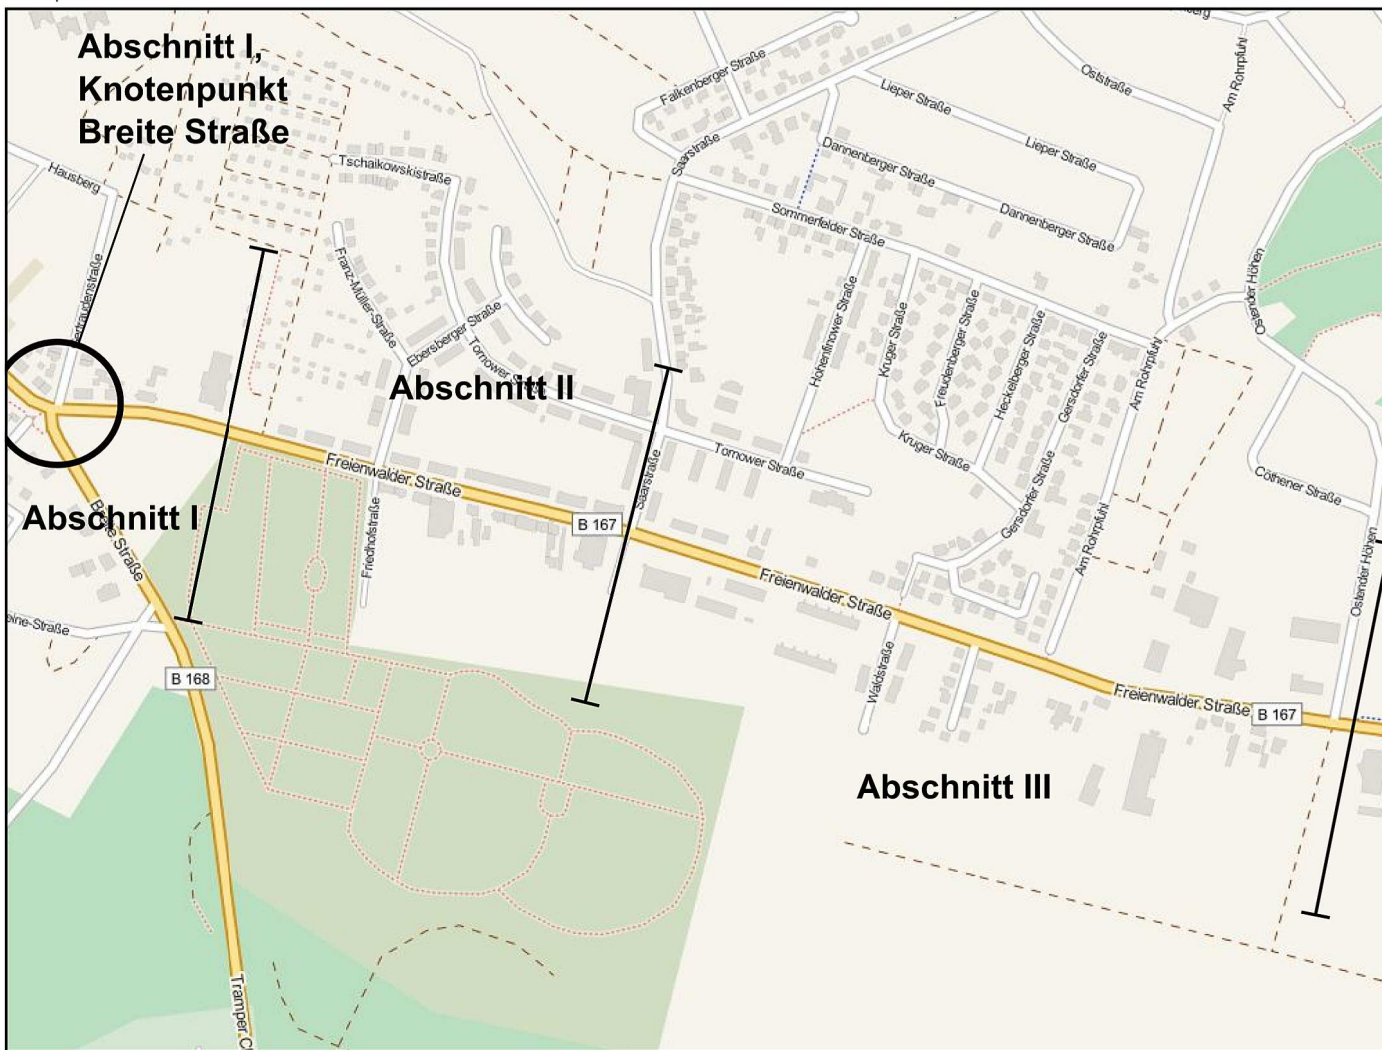 Abschnitt I,
Knotenpunkt
Breite Straße
Falkenberger Straße
Oststraße
Am Rohrpfuhl
Lieper Straße
Lieper Straße
Saarstraße
Dannenberger Straße
Dannenberger Straße
Tschaikowskistraße
Hausberg
Sommerfelder Straße
Franz-Müller-Straße
Ebersberger Straße
Tornower Straße
Höhenfinower Straße
Kruger Straße
Freudenberger Straße
Heckelberger Straße
Gersdorfer Straße
Am Rohrpfuhl
Ostender Höhen
Abschnitt II
Kruger Straße
Tornower Straße
Saarstraße
Gersdorfer Straße
Am Rohrpfuhl
Cöthener Straße
Ostender Höhen
Freienwalder Straße
B 167
Friedhofstraße
Abschnitt I
Breite Straße
Freienwalder Straße
Waldstraße
B 168
Freienwalder Straße
B 167
Abschnitt III